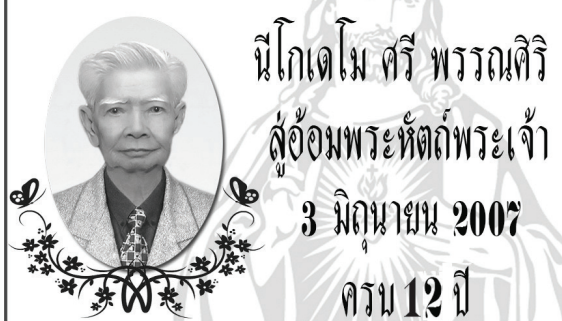 นีโกเดโม ศรี พรรณศิริ
สู่อ้อมพระหัตถ์พระเจ้า
3 มิถุนายน 2007
ครบ 12 ปี